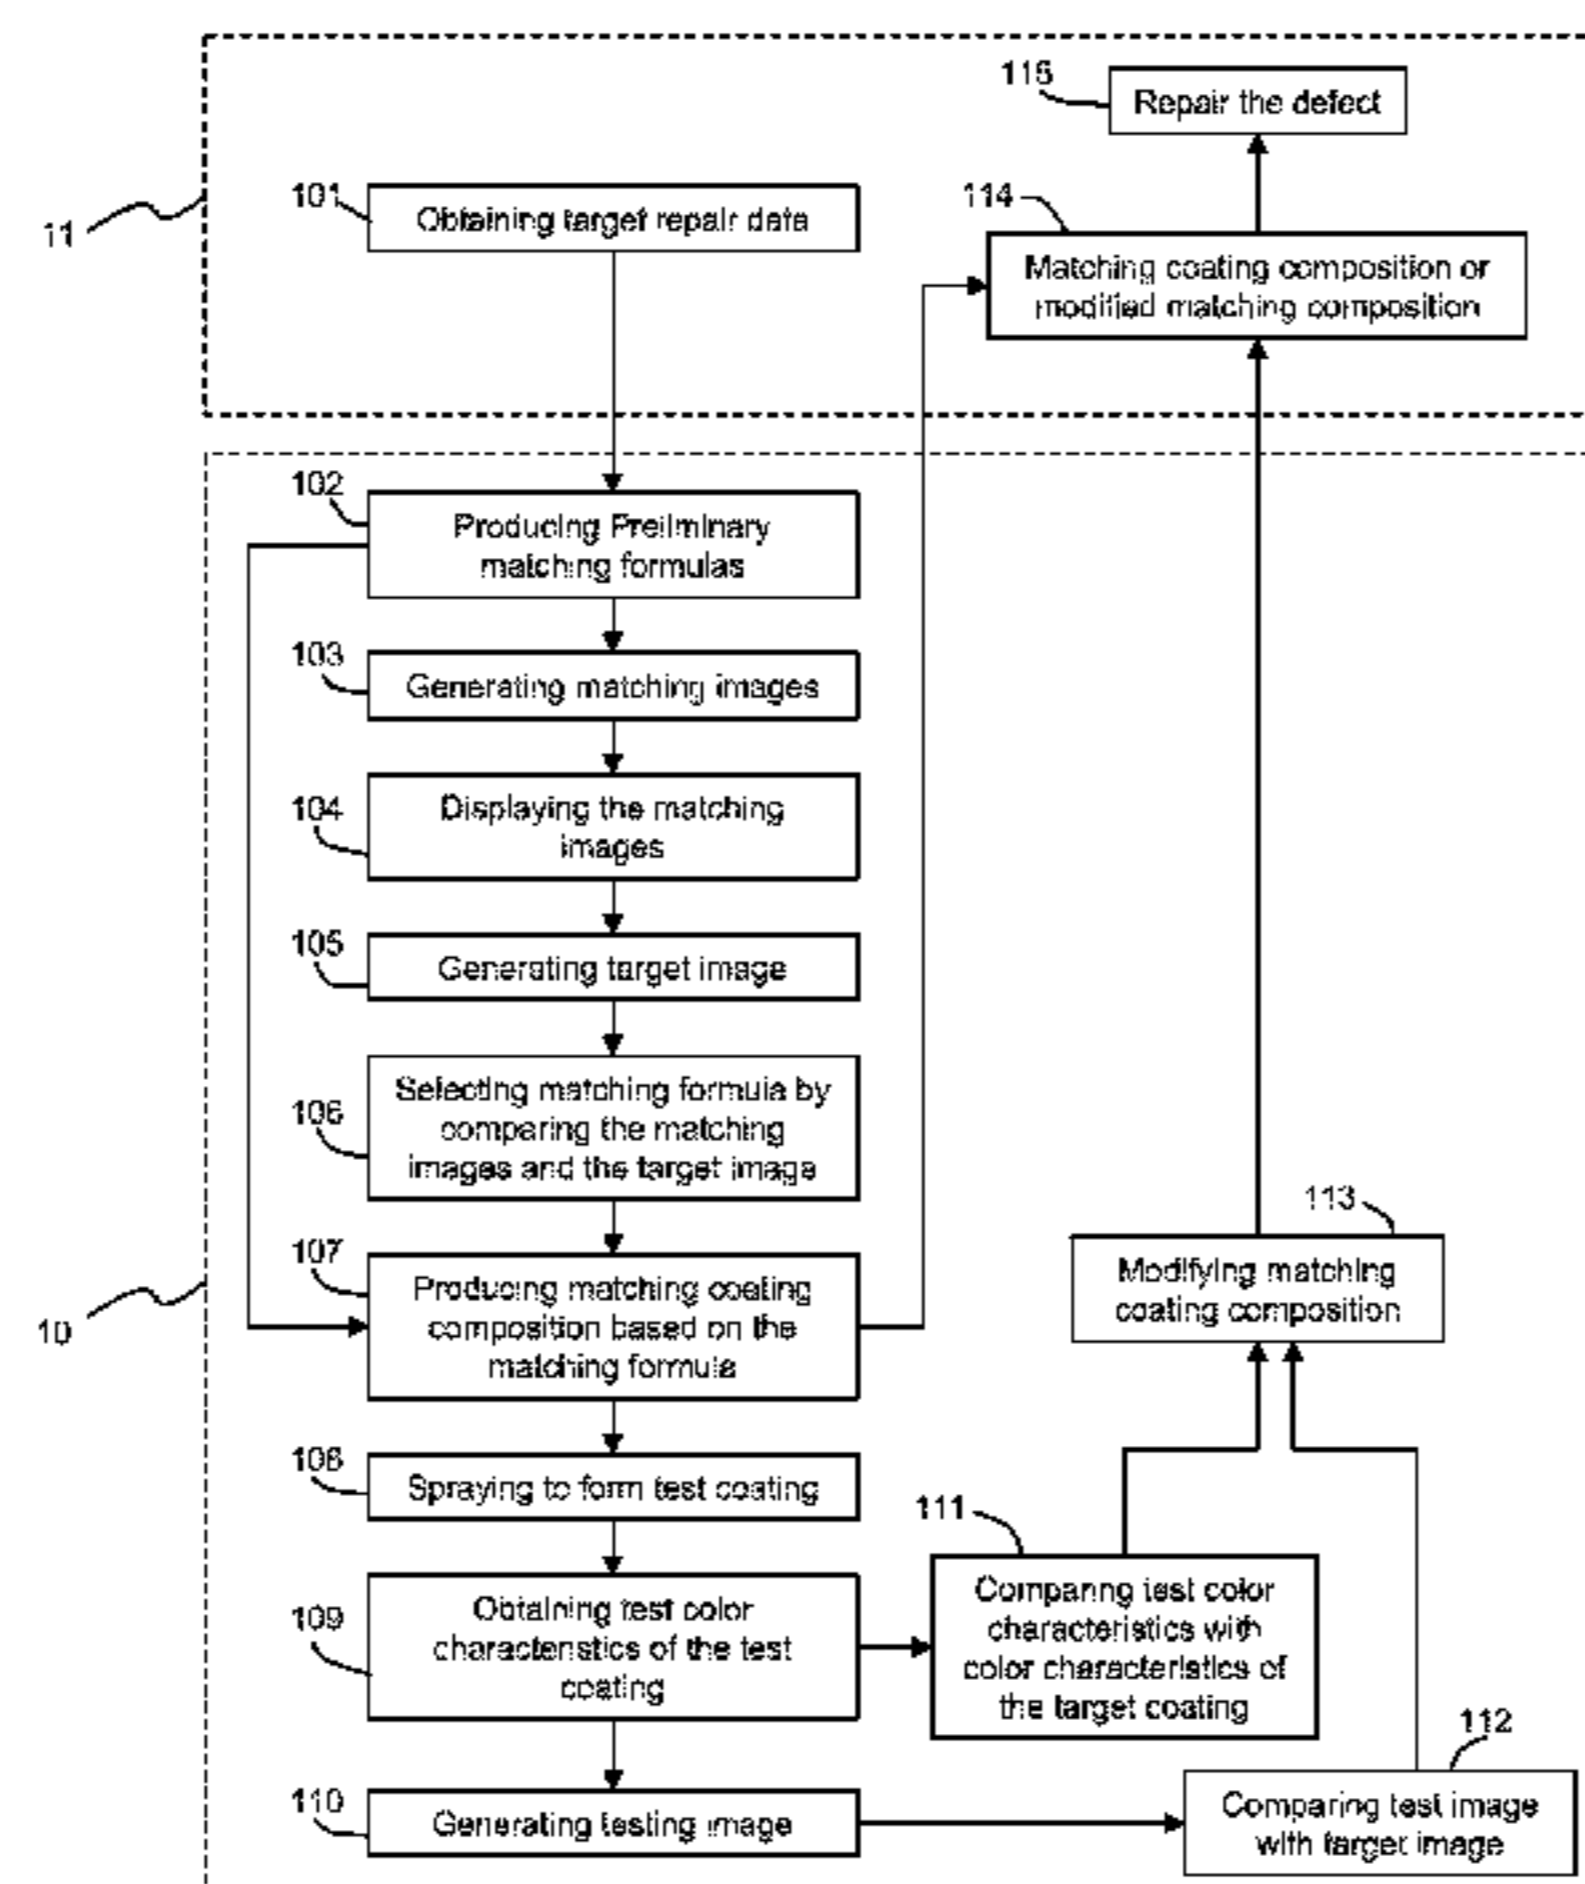 115
Repair the defect
101
Obtaining target repair data
114
Matching coating composition or
modified matching composition
11
102
Producing Preliminary
matching formulas
103
Generating matching images
104
Displaying the matching
images
105
Generating target image
106
Selecting matching formula by
comparing the matching
images and the target image
107
Producing matching coating
composition based on the
matching formula
10
113
Modifying matching
coating composition
108
Spraying to form test coating
109
Obtaining test color
characteristics of the test
coating
111
Comparing test color
characteristics with
color characteristics of
the target coating
110
Generating testing image
112
Comparing test image
with target image